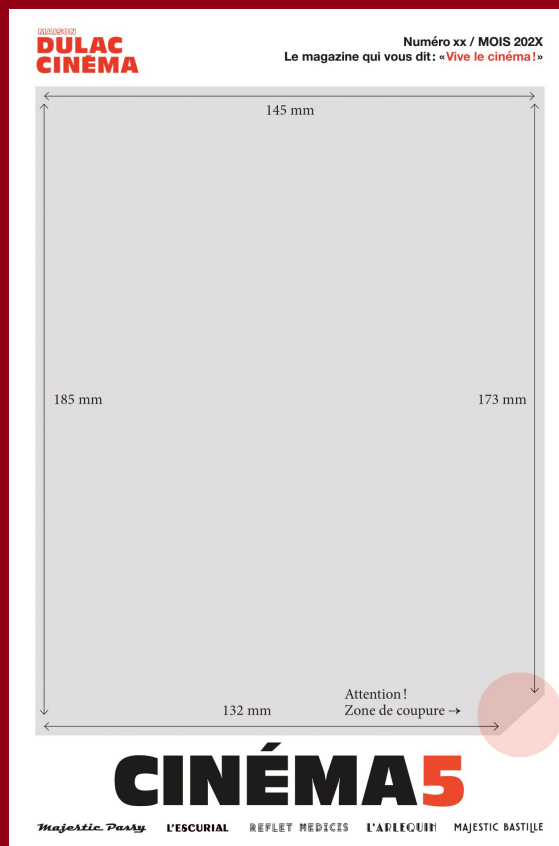 MAISON
DULAC
CINÉMA
Numéro xx / MOIS 202X
Le magazine qui vous dit : «Vive le cinéma !»
145 mm
185 mm
173 mm
Attention !
132 mm
Zone de coupure →
CINÉMA5
Majestic Passy L'ESCURIAL REFLET MEDICIS L'ARLEQUIN MAJESTIC BASTILLE